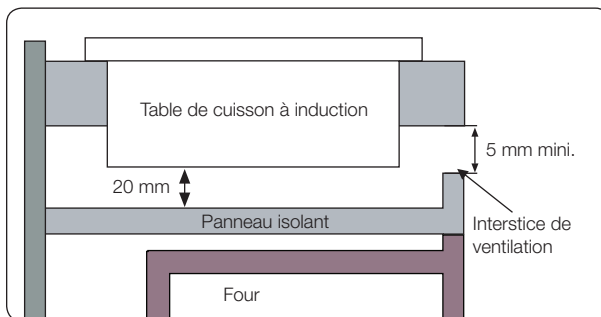 Table de cuisson à induction
5 mm mini.
20 mm
Panneau isolant
Interstice de
ventilation
Four